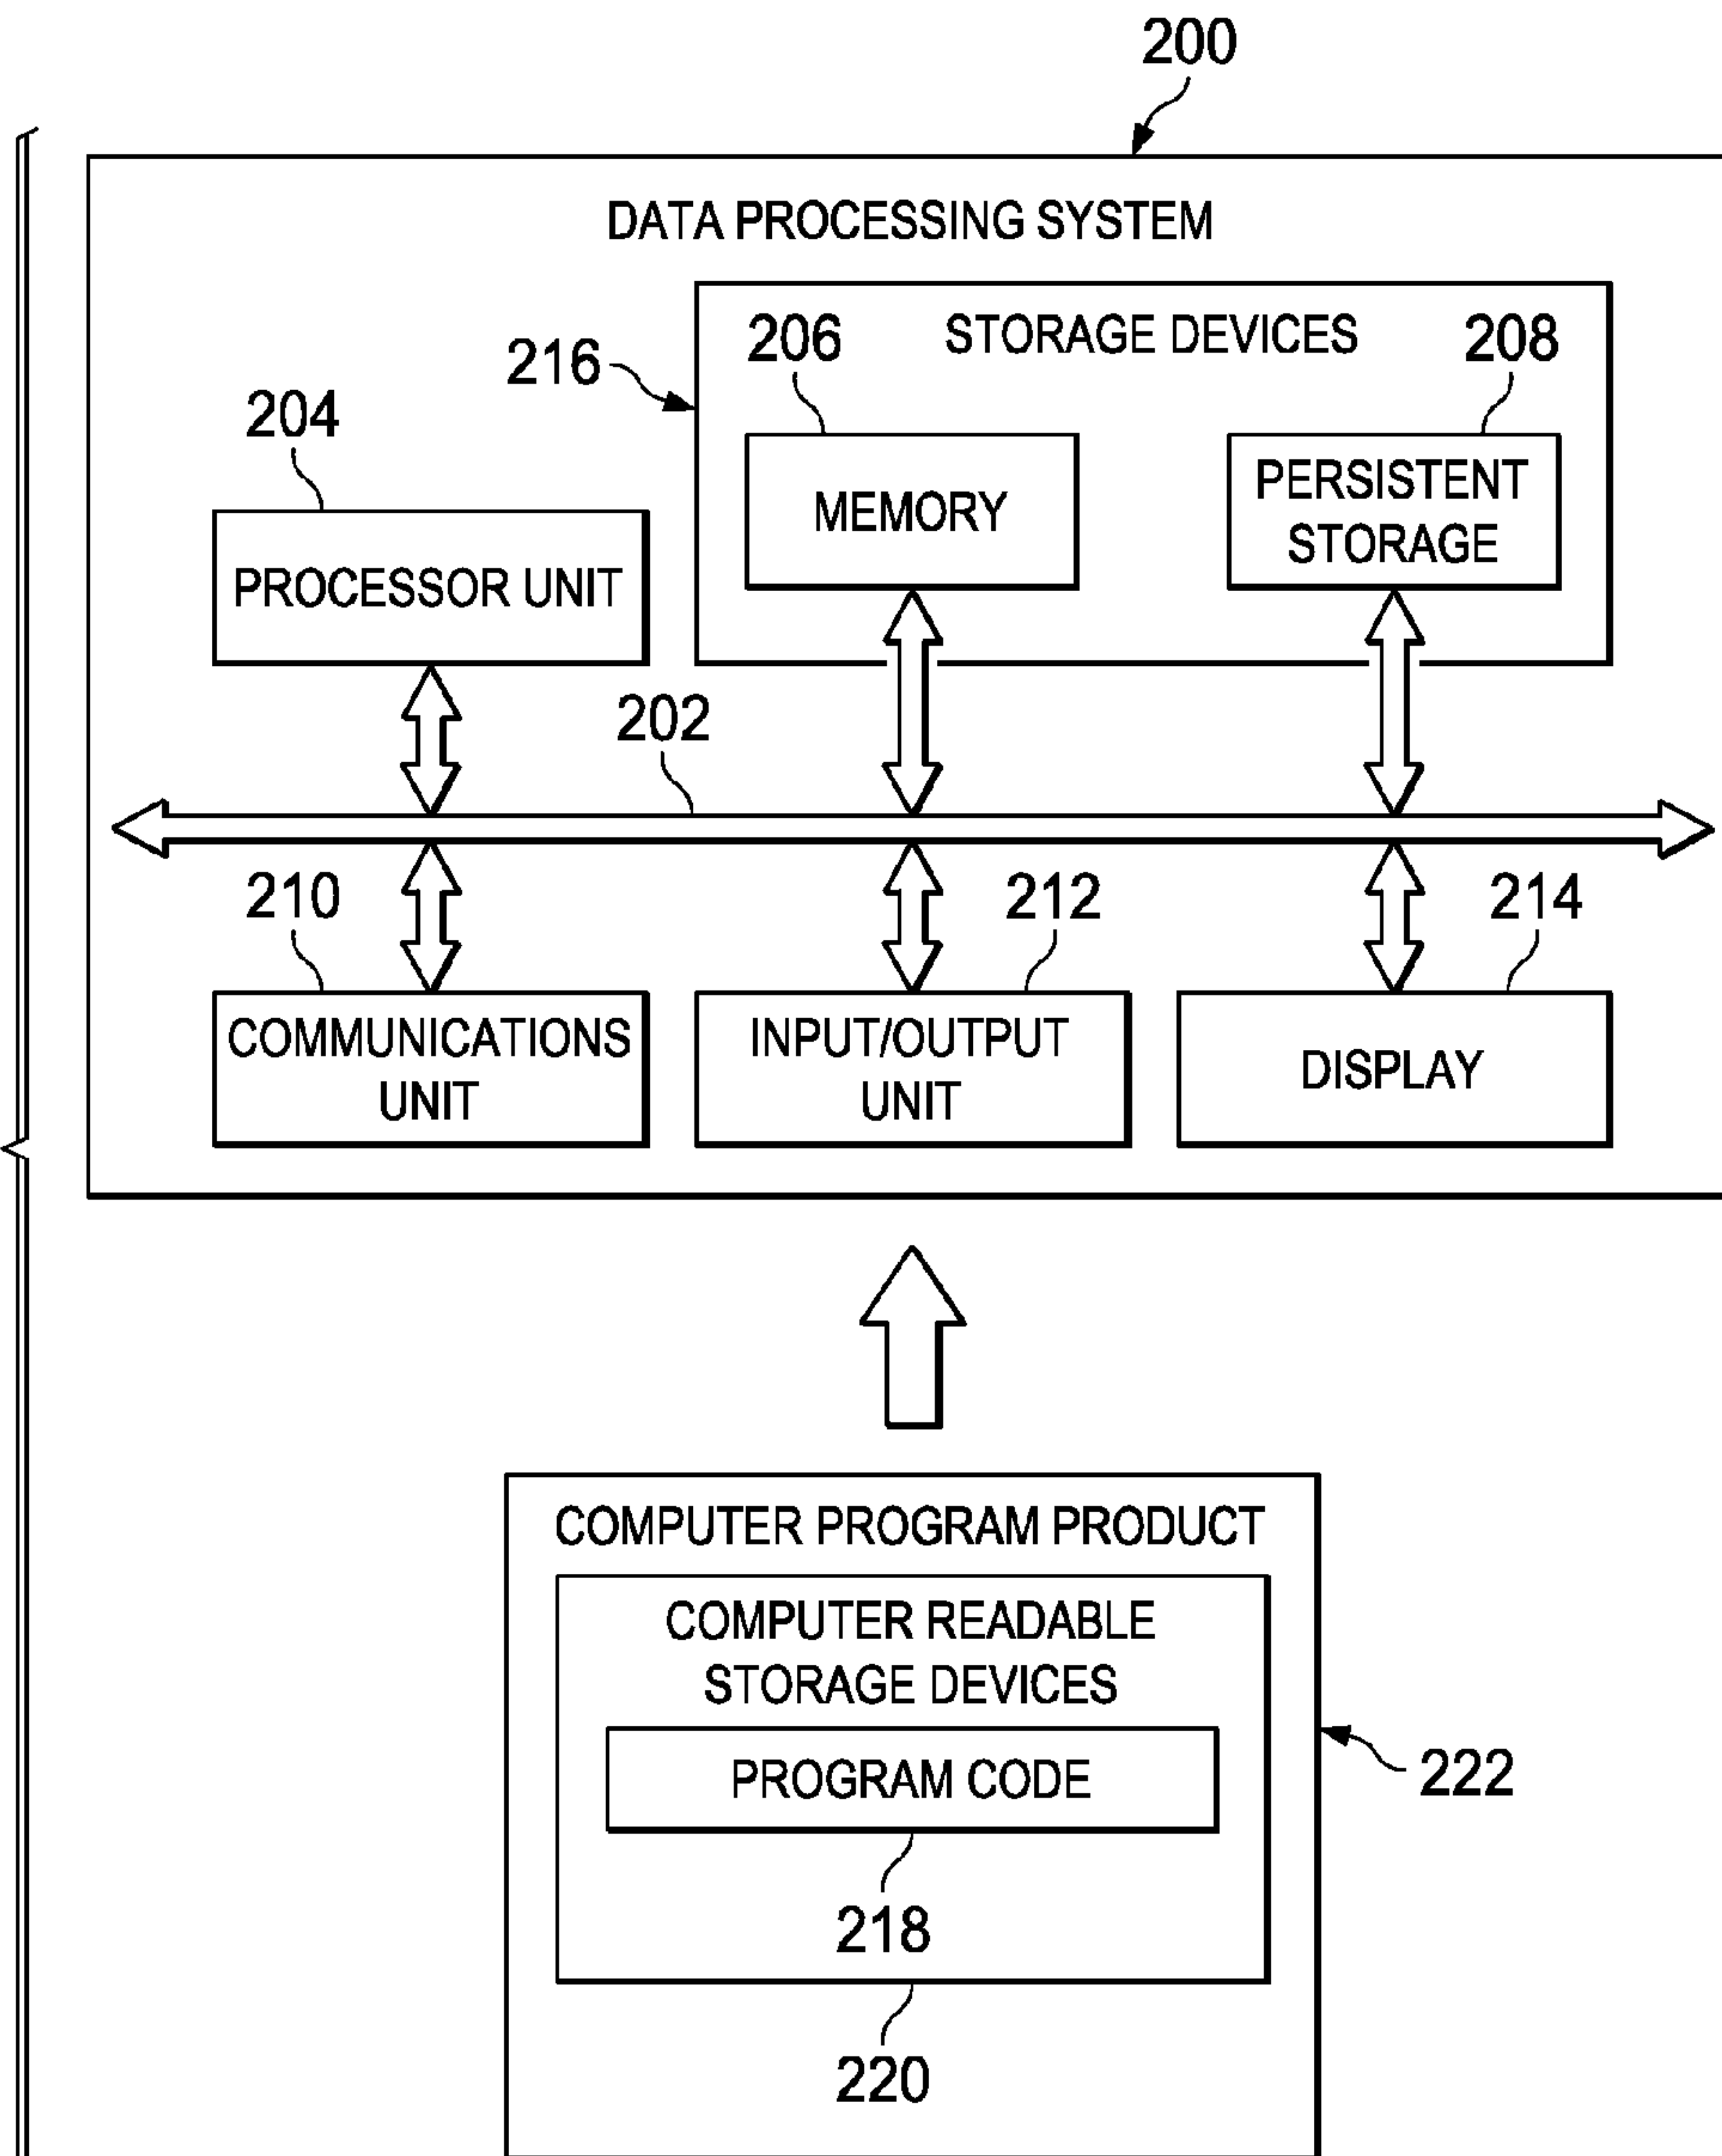 200
DATA PROCESSING SYSTEM
216
206
STORAGE DEVICES
208
204
MEMORY
PERSISTENT
STORAGE
PROCESSOR UNIT
202
210
212
214
COMMUNICATIONS
UNIT
INPUT/OUTPUT
UNIT
DISPLAY
COMPUTER PROGRAM PRODUCT
COMPUTER READABLE
STORAGE DEVICES
PROGRAM CODE
222
218
220